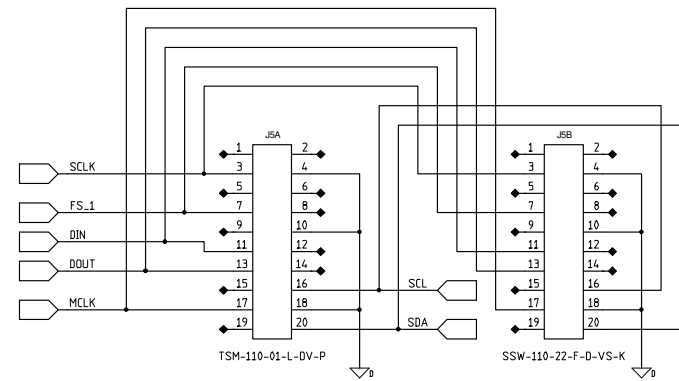 J5A J5B
1 2 1 2
SCLK 3 4 3 4
5 6 5 6
FS_1 7 8 7 8
9 10 9 10
DIN 11 12 11 12
DOUT 13 14 13 14
15 16 SCL 15 16
MCLK 17 18 17 18
19 20 SDA 19 20
TSM-110-01-L-DV-P SSW-110-22-F-D-VS-K
D D